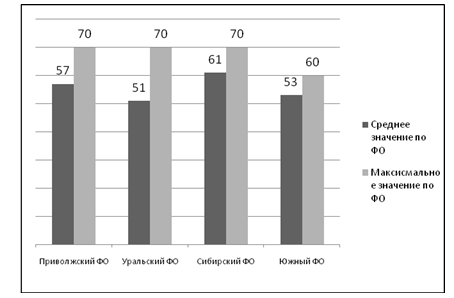 70 70 70
57 51 61 53 60
Среднее
значение по
ФО
Максисмально
е значение по
ФО
Приволжский ФО Уральский ФО Сибирский ФО Южный ФО